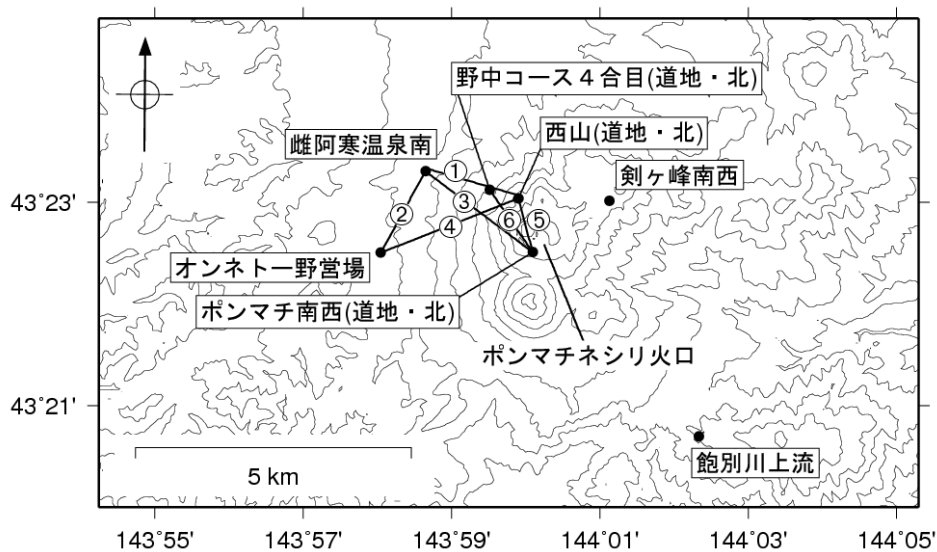 野中コース４合目(道地・北)
西山(道地・北)
雌阿寒温泉南
①
剣ヶ峰南西
③
43°23'
②
⑥
⑤
④
オンネトー野営場
ポンマチ南西(道地・北)
ポンマチネシリ火口
43°21'
5 km
飽別川上流
143°55'
143°57'
143°59'
144°01'
144°03'
144°05'